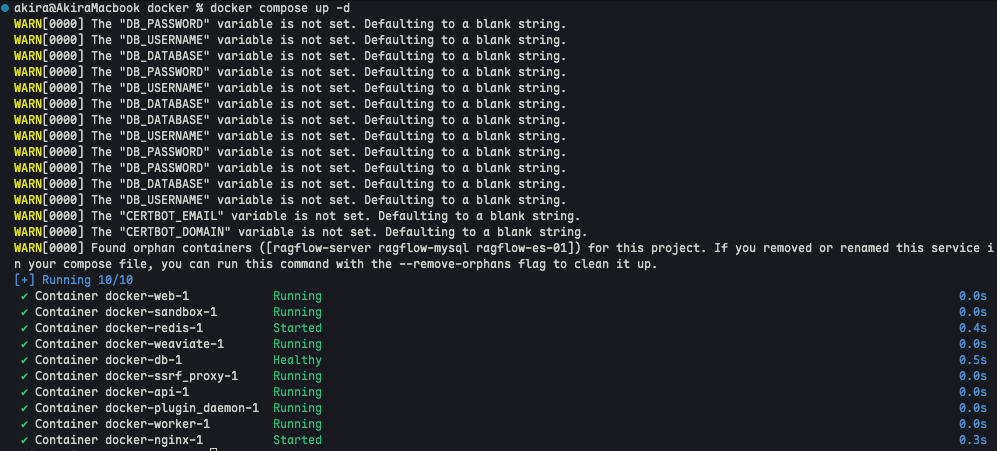 akira@AkiraMacbook docker % docker compose up -d
WARN[0000] The "DB_PASSWORD" variable is not set. Defaulting to a blank string.
WARN[0000] The "DB_USERNAME" variable is not set. Defaulting to a blank string.
WARN[0000] The "DB_DATABASE" variable is not set. Defaulting to a blank string.
WARN[0000] The "DB_PASSWORD" variable is not set. Defaulting to a blank string.
WARN[0000] The "DB_USERNAME" variable is not set. Defaulting to a blank string.
WARN[0000] The "DB_DATABASE" variable is not set. Defaulting to a blank string.
WARN[0000] The "DB_DATABASE" variable is not set. Defaulting to a blank string.
WARN[0000] The "DB_USERNAME" variable is not set. Defaulting to a blank string.
WARN[0000] The "DB_PASSWORD" variable is not set. Defaulting to a blank string.
WARN[0000] The "DB_PASSWORD" variable is not set. Defaulting to a blank string.
WARN[0000] The "DB_DATABASE" variable is not set. Defaulting to a blank string.
WARN[0000] The "DB_USERNAME" variable is not set. Defaulting to a blank string.
WARN[0000] The "CERTBOT_EMAIL" variable is not set. Defaulting to a blank string.
WARN[0000] The "CERTBOT_DOMAIN" variable is not set. Defaulting to a blank string.
WARN[0000] Found orphan containers ([ragflow-server ragflow-mysql ragflow-es-01]) for this project. If you removed or renamed this service i
n your compose file, you can run this command with the --remove-orphans flag to clean it up.
[+] Running 10/10
✔ Container docker-web-1 Running 0.0s
✔ Container docker-sandbox-1 Running 0.0s
✔ Container docker-redis-1 Started 0.4s
✔ Container docker-weaviate-1 Running 0.0s
✔ Container docker-db-1 Healthy 0.5s
✔ Container docker-ssrf_proxy-1 Running 0.0s
✔ Container docker-api-1 Running 0.0s
✔ Container docker-plugin_daemon-1 Running 0.0s
✔ Container docker-worker-1 Running 0.0s
✔ Container docker-nginx-1 Started 0.3s